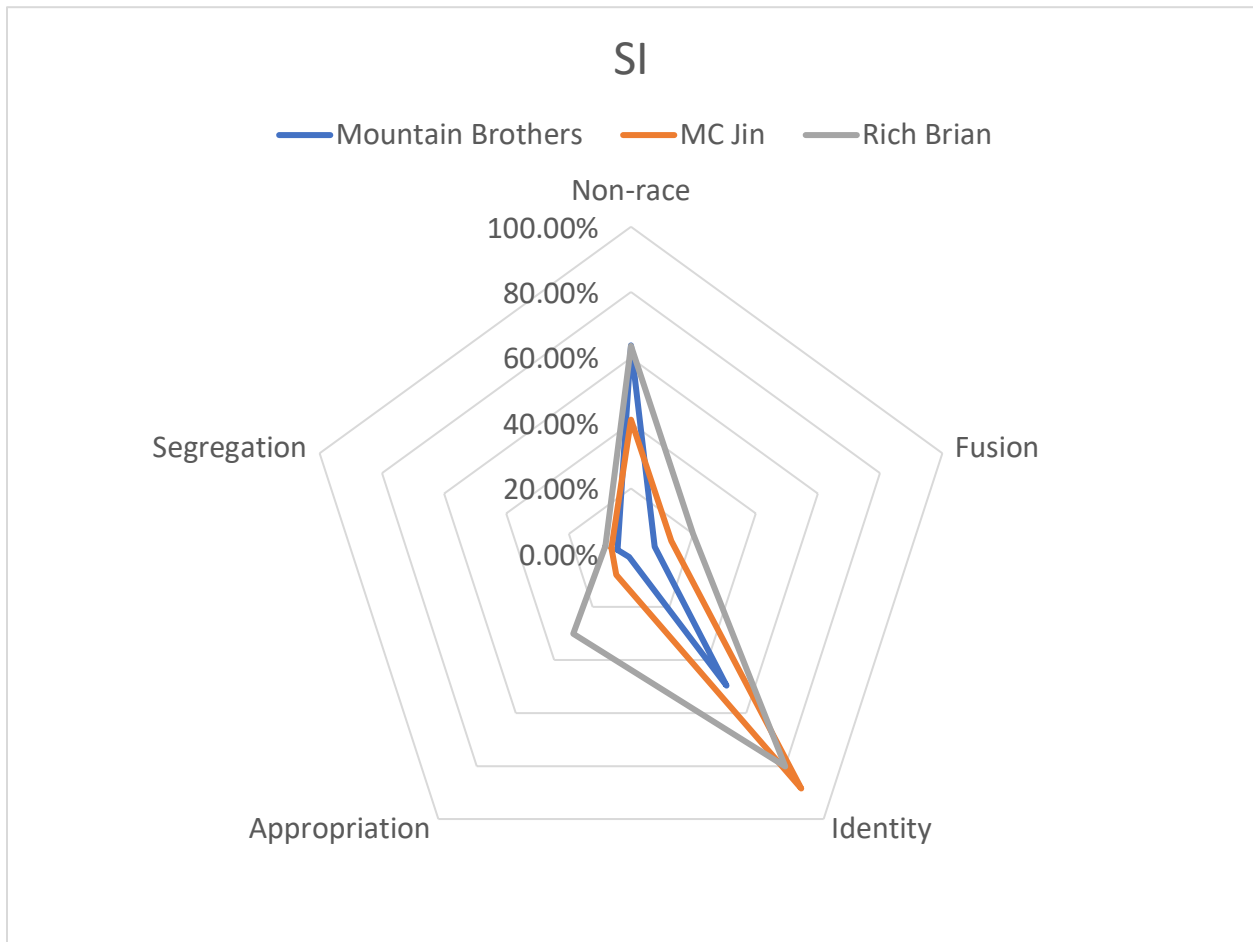 SI
Mountain Brothers MC Jin Rich Brian
Non-race
100.00%
80.00%
60.00%
40.00%
20.00%
0.00%
Fusion
Segregation
Appropriation
Identity